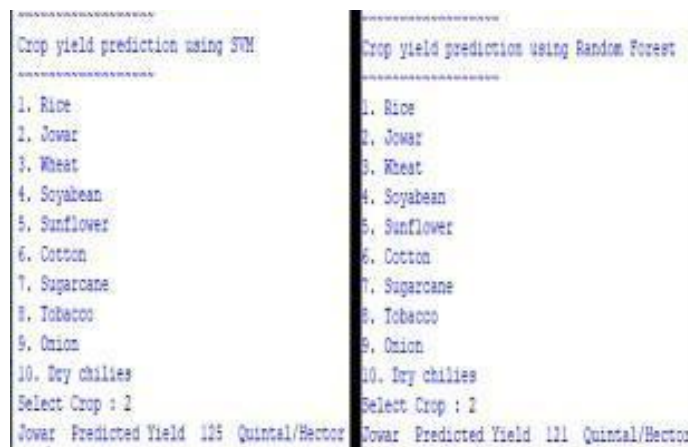 ~~~~~~~~~~~~~~~~~~
Crop yield prediction using SVM
~~~~~~~~~~~~~~~~~~
1. Rice
2. Jowar
3. Wheat
4. Soyabean
5. Sunflower
6. Cotton
7. Sugarcane
8. Tobacco
9. Onion
10. Dry chilies
Select Crop : 2
Jowar Predicted Yield 125 Quintal/Hector
~~~~~~~~~~~~~~~~~~
Crop yield prediction using Random Forest
~~~~~~~~~~~~~~~~~~
1. Rice
2. Jowar
3. Wheat
4. Soyabean
5. Sunflower
6. Cotton
7. Sugarcane
8. Tobacco
9. Onion
10. Dry chilies
Select Crop : 2
Jowar Predicted Yield 121 Quintal/Hector